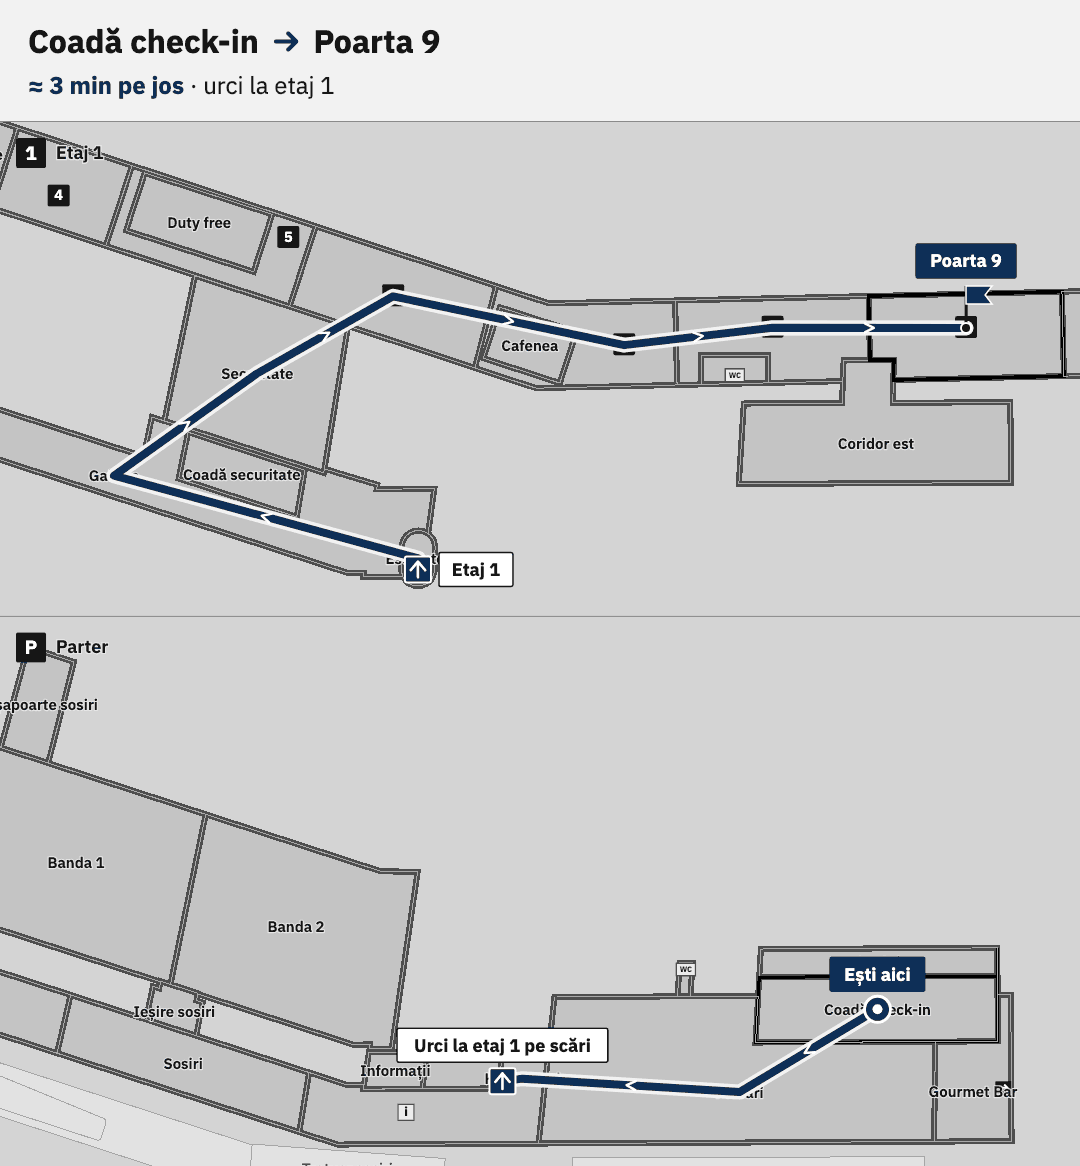 Coadă check-in → Poarta 9
≈ 3 min pe jos · urci la etaj 1
1 Etaj 1
4
Duty free
5
Poarta 9
Cafenea
WC
Coridor est
Coadă securitate
Etaj 1
P Parter
Banda 1
Banda 2
WC
Ești aici
Ieșire sosiri
Urci la etaj 1 pe scări
Sosiri
Informații
Gourmet Bar
i